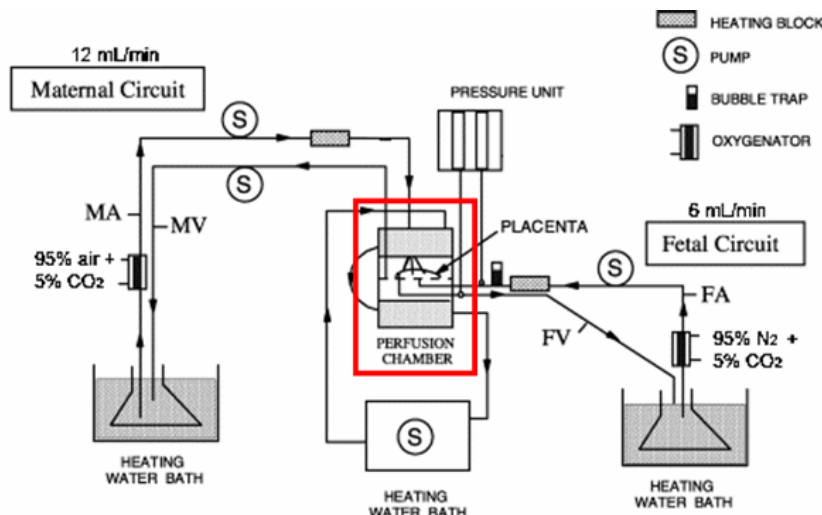 12 mL/min
Maternal Circuit
HEATING BLOCK
S
PUMP
BUBBLE TRAP
OXYGENATOR
PRESSURE UNIT
S
S
MA
MV
95% air +
5% CO₂
PLACENTA
PERFUSION
CHAMBER
6 mL/min
Fetal Circuit
S
FA
FV
95% N₂ +
5% CO₂
S
HEATING
WATER BATH
HEATING
WATER BATH
HEATING
WATER BATH